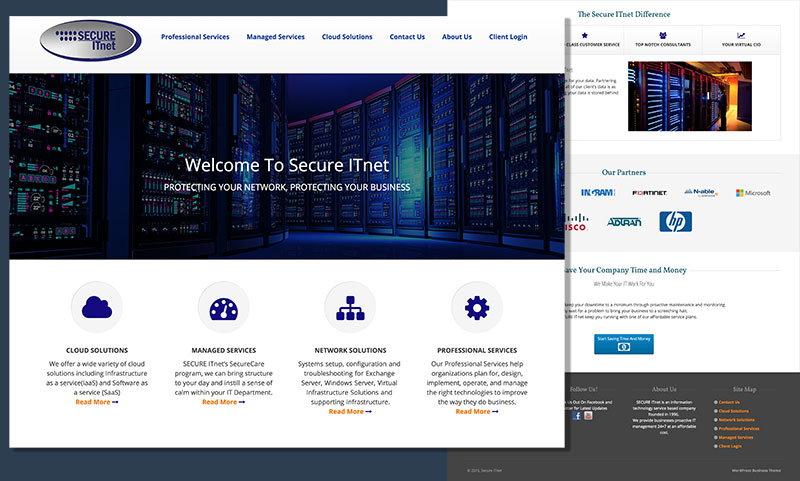 SECURE
ITnet
Professional Services
Managed Services
Cloud Solutions
Contact Us
About Us
Client Login
Welcome To Secure ITnet
PROTECTING YOUR NETWORK, PROTECTING YOUR BUSINESS
CLOUD SOLUTIONS
We offer a wide variety of cloud
solutions including Infrastructure
as a service(IaaS) and Software as
a service (SaaS)
Read More
MANAGED SERVICES
SECURE ITnet's SecureCare
program, we can bring structure
to your day and instill a sense of
calm within your IT Department.
Read More
NETWORK SOLUTIONS
Systems setup, configuration and
troubleshooting for Exchange
Server, Windows Server, Virtual
Infrastructure Solutions and
supporting infrastructure.
Read More
PROFESSIONAL SERVICES
Our Professional Services help
organizations plan for, design,
implement, operate, and manage
the right technologies to improve
the way they do business.
Read More
The Secure ITnet Difference
CLASS CUSTOMER SERVICE
TOP NOTCH CONSULTANTS
YOUR VIRTUAL CIO
for your data. Partnering
all of our client's data is as
your data is stored behind
Our Partners
INGRAM
FORTINET
N-able
Microsoft
ADTRAN
hp
Your Company Time and Money
We Make Your IT Work For You.
keep your downtime to a minimum through proactive maintenance and monitoring.
wait for a problem to bring your business to a screeching halt.
ITnet keep you running with one of our affordable service plans.
Start Saving Time And Money
Follow Us!
Us Out On Facebook and
for Latest Updates
About Us
SECURE ITnet is an information
technology service based company
founded in 1996.
We provide businesses proactive IT
management 24×7 at an affordable
cost.
Site Map
Contact Us
Cloud Solutions
Network Solutions
Professional Services
Managed Services
Client Login
© 2015, Secure ITnet
WordPress Business Theme